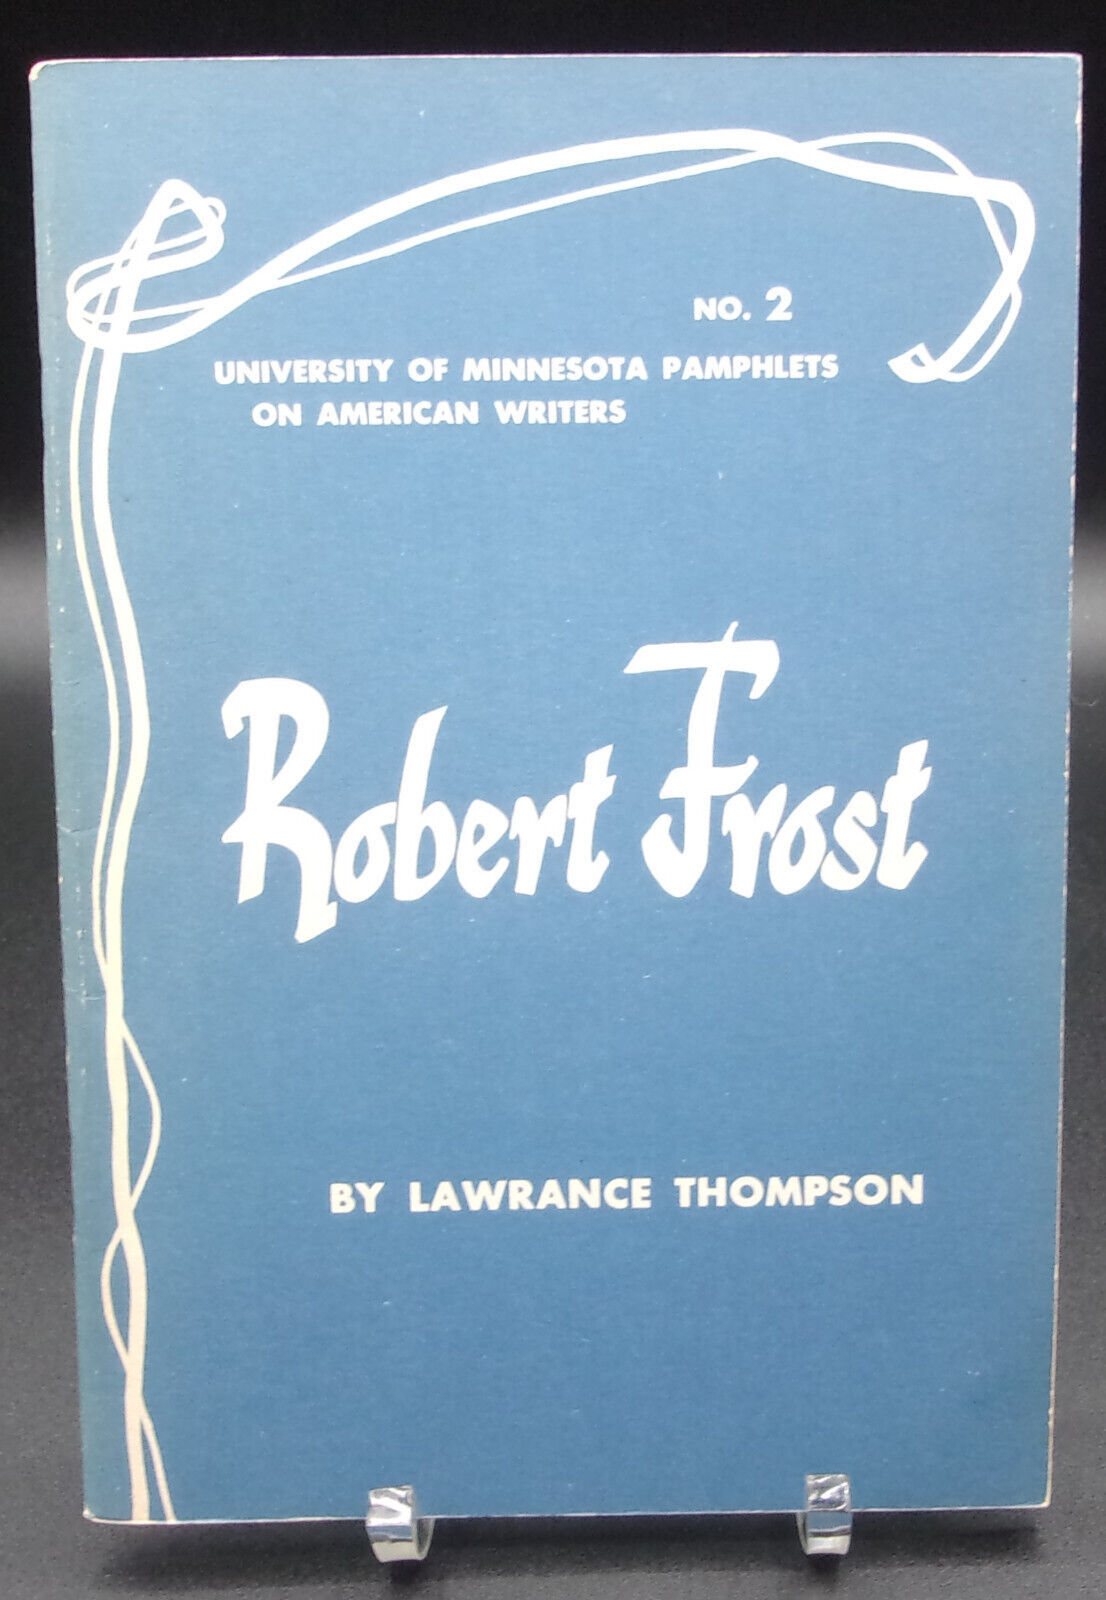 NO. 2
UNIVERSITY OF MINNESOTA PAMPHLETS
ON AMERICAN WRITERS
Robert Frost
BY LAWRANCE THOMPSON